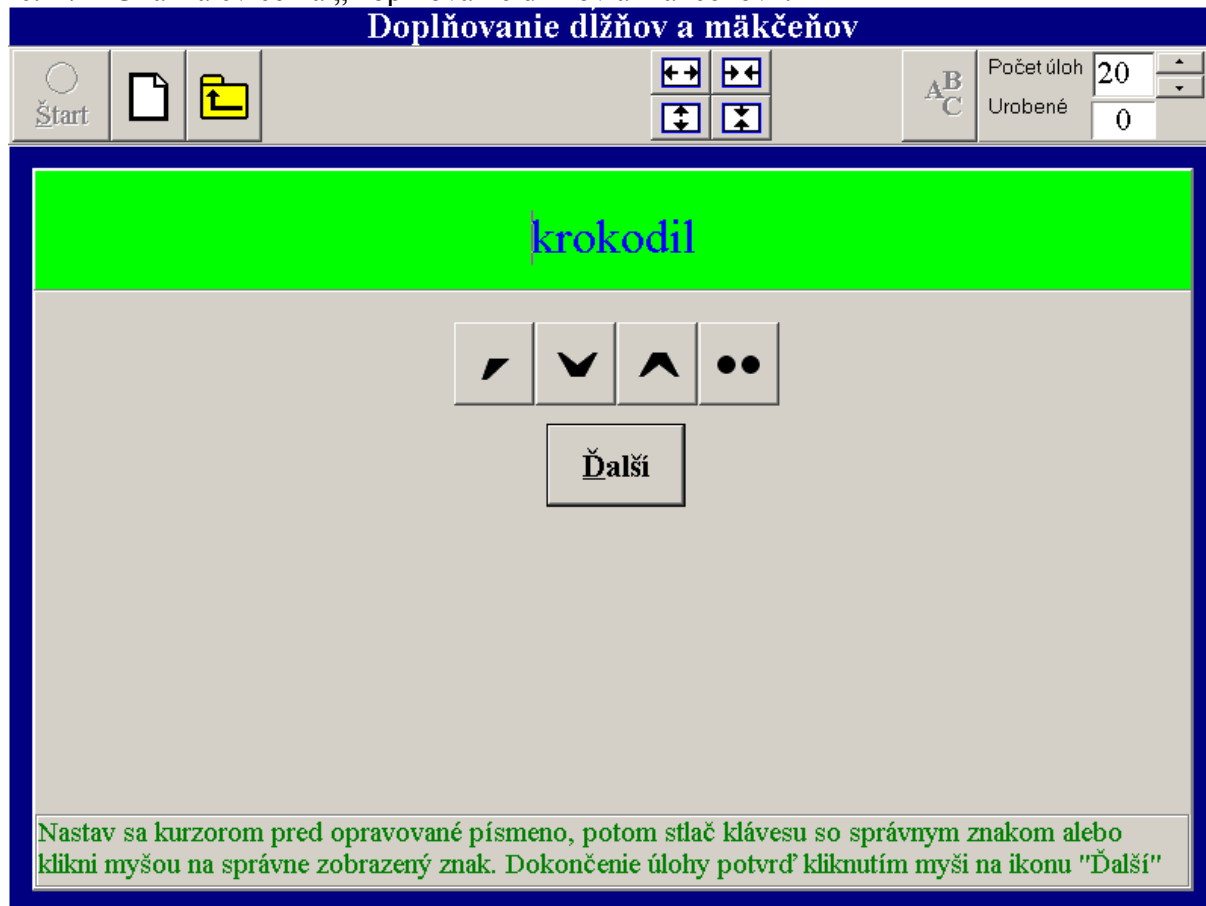 Doplňovanie dĺžňov a mäkčeňov
Štart
A B C
Počet úloh 20
Urobené 0
krokodil
Ďalší
Nastav sa kurzorom pred opravované písmeno, potom stlač klávesu so správnym znakom alebo
klikni myšou na správne zobrazený znak. Dokončenie úlohy potvrď kliknutím myši na ikonu "Ďalší"